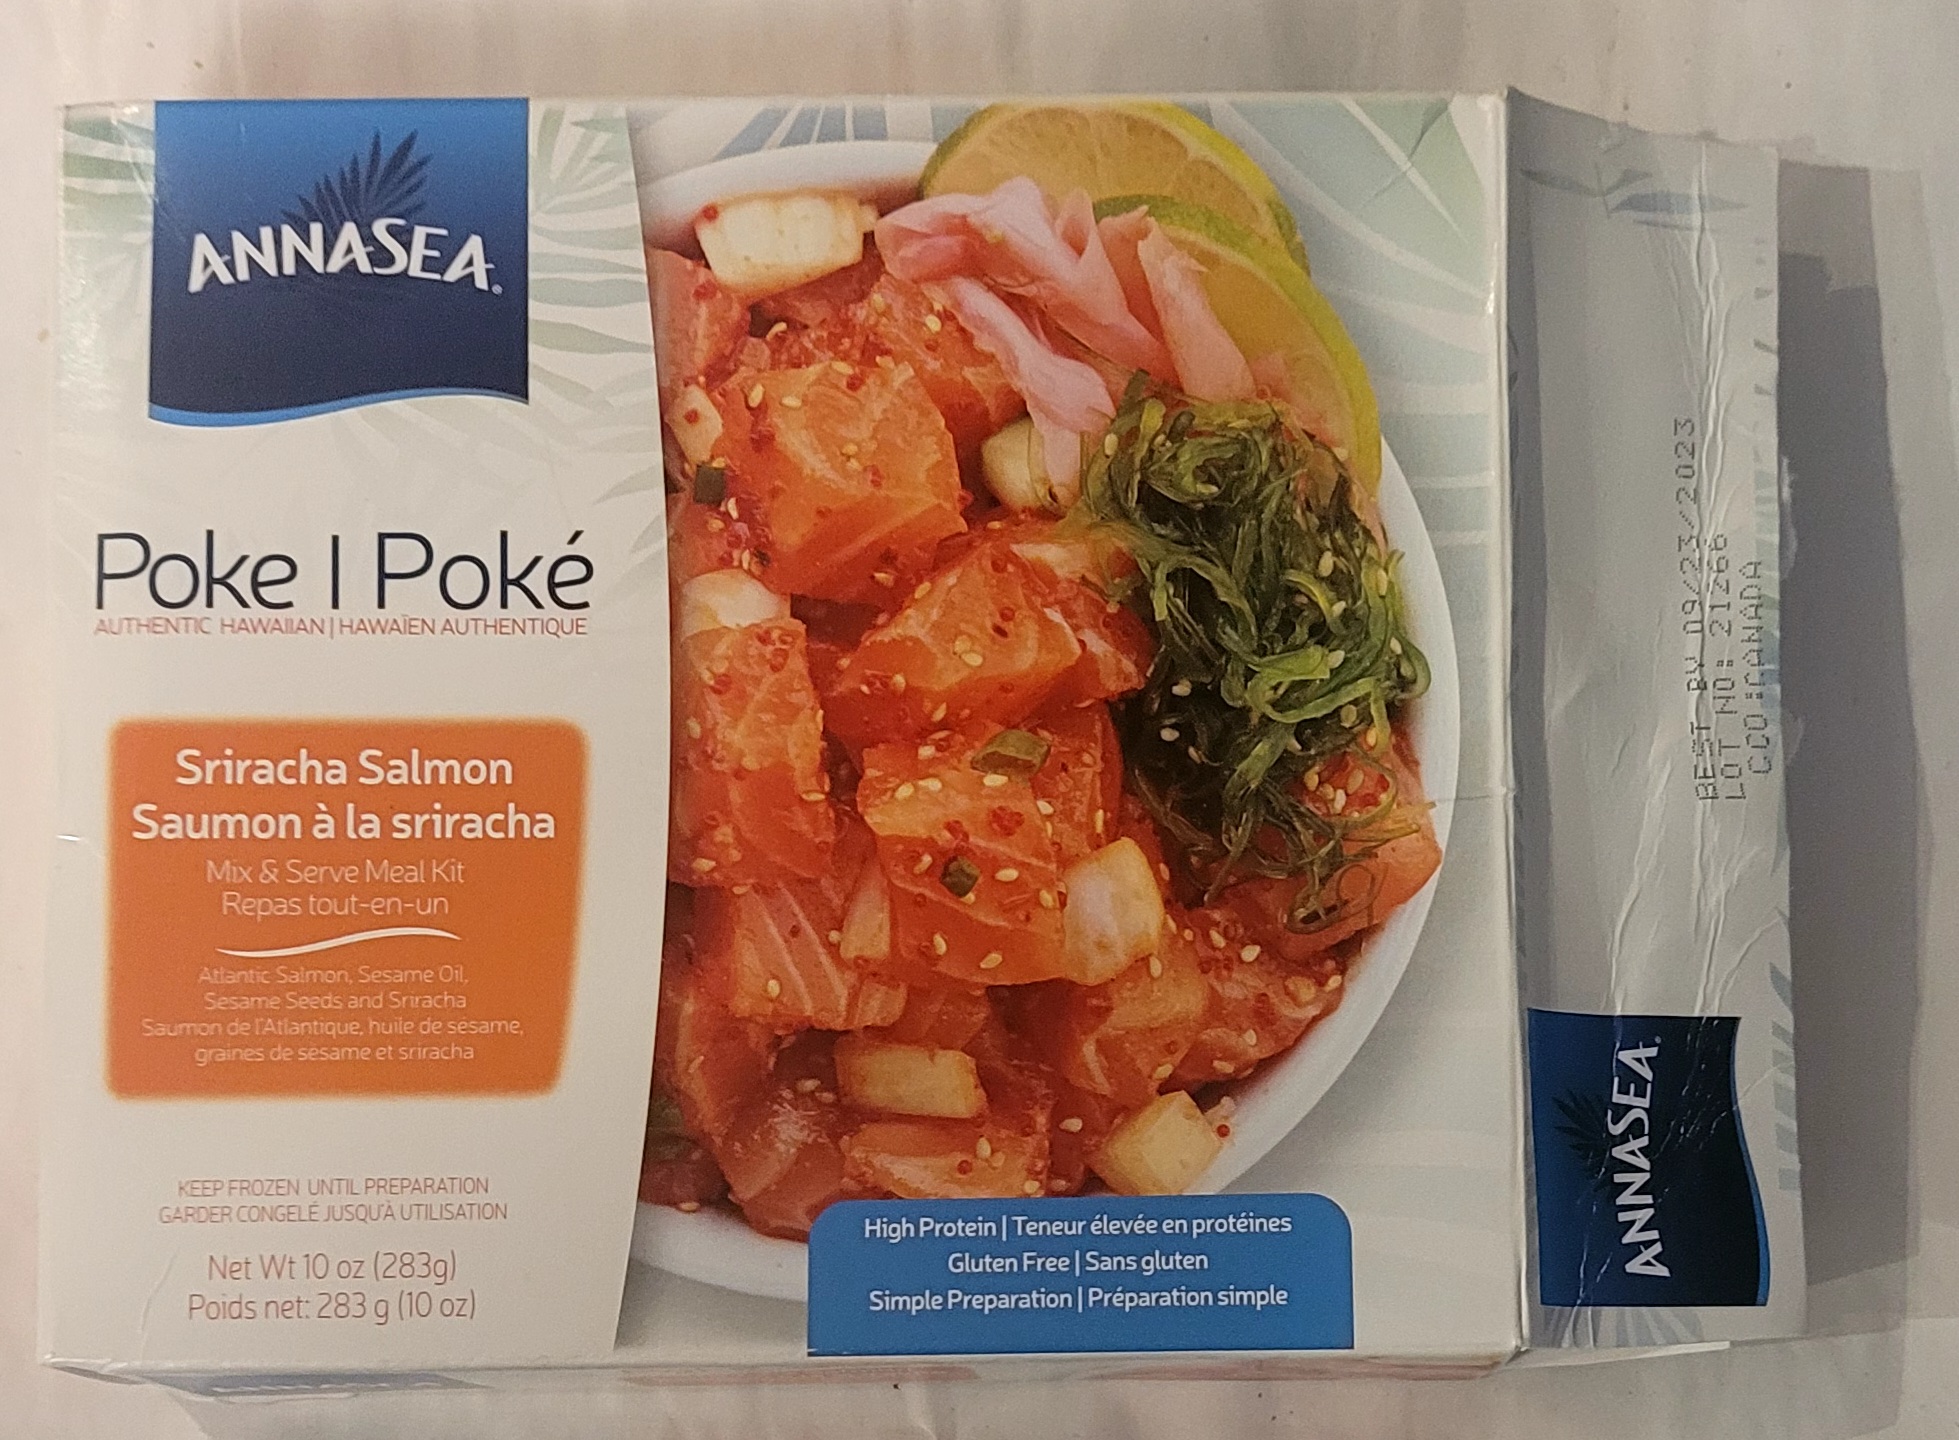 ANNASEA®
Poke | Poké
AUTHENTIC HAWAIIAN | HAWAÏEN AUTHENTIQUE
Sriracha Salmon
Saumon à la sriracha
Mix & Serve Meal Kit
Repas tout-en-un
Atlantic Salmon, Sesame Oil,
Sesame Seeds and Sriracha
Saumon de l'Atlantique, huile de sésame,
graines de sésame et sriracha
KEEP FROZEN UNTIL PREPARATION
GARDER CONGELÉ JUSQU'À UTILISATION
Net Wt 10 oz (283g)
Poids net: 283 g (10 oz)
High Protein | Teneur élevée en protéines
Gluten Free | Sans gluten
Simple Preparation | Préparation simple
BEST BY 09/23/2023
LOT NO: 21266
COO:CANADA
ANNASEA®